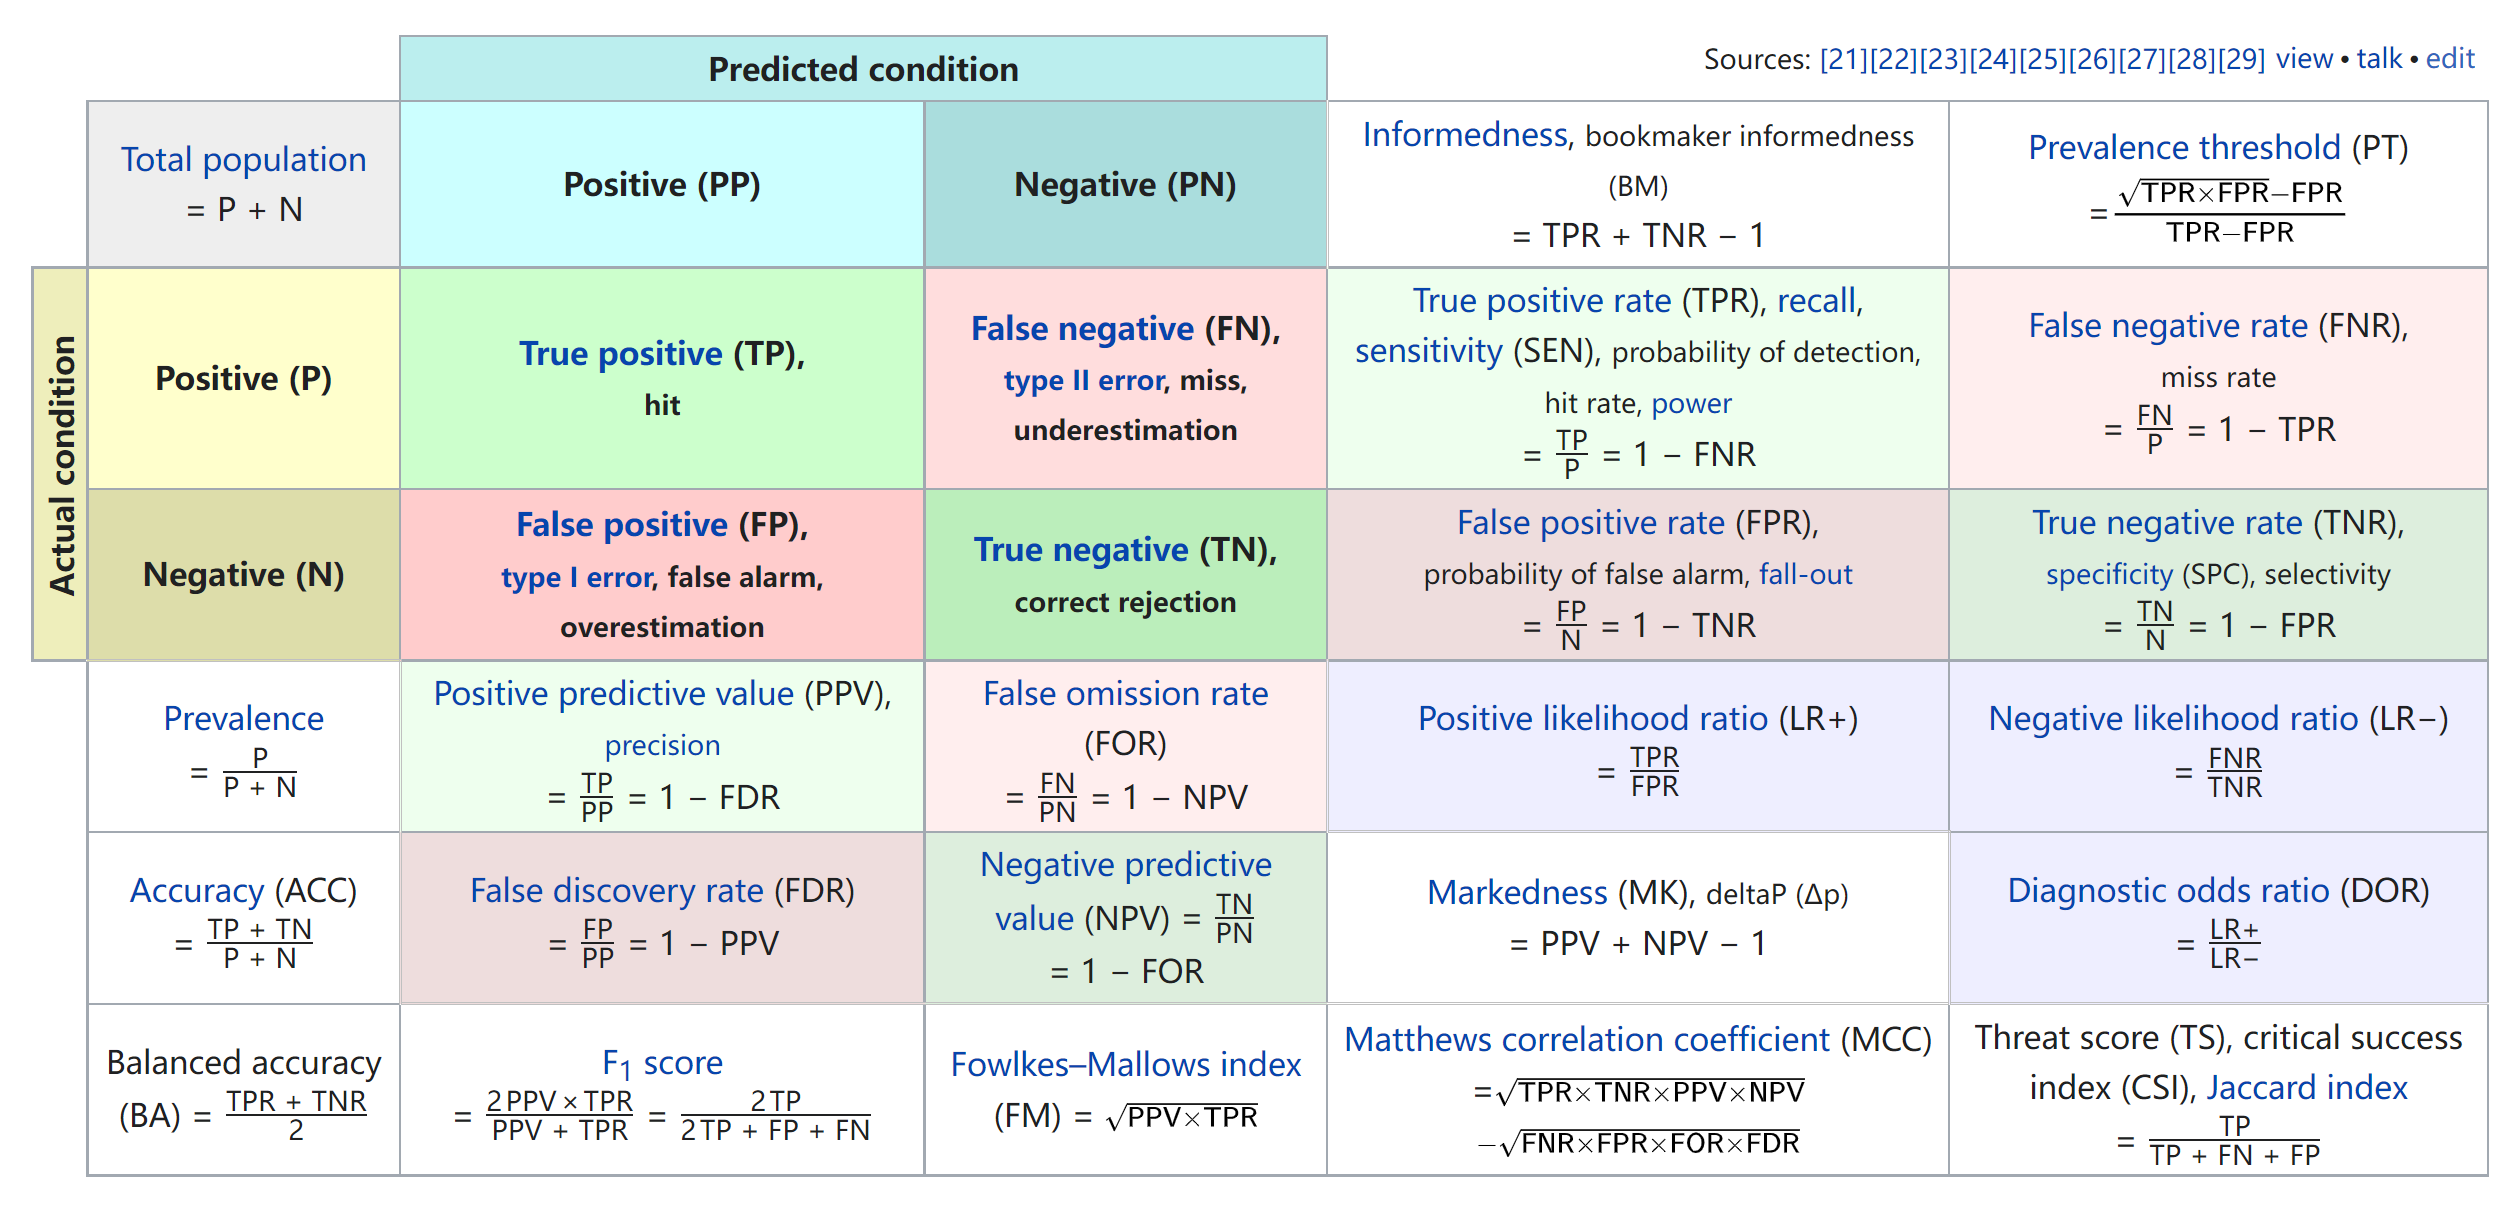 Predicted condition
Sources: [21][22][23][24][25][26][27][28][29] view • talk • edit
Total population
= P + N
Positive (PP)
Negative (PN)
Informedness, bookmaker informedness
(BM)
= TPR + TNR − 1
Prevalence threshold (PT)
= √TPR×FPR−FPR
TPR−FPR
Actual condition
Positive (P)
True positive (TP),
hit
False negative (FN),
type II error, miss,
underestimation
True positive rate (TPR), recall,
sensitivity (SEN), probability of detection,
hit rate, power
= TP/P = 1 − FNR
False negative rate (FNR),
miss rate
= FN/P = 1 − TPR
Negative (N)
False positive (FP),
type I error, false alarm,
overestimation
True negative (TN),
correct rejection
False positive rate (FPR),
probability of false alarm, fall-out
= FP/N = 1 − TNR
True negative rate (TNR),
specificity (SPC), selectivity
= TN/N = 1 − FPR
Prevalence
= P/P + N
Positive predictive value (PPV),
precision
= TP/PP = 1 − FDR
False omission rate
(FOR)
= FN/PN = 1 − NPV
Positive likelihood ratio (LR+)
= TPR/FPR
Negative likelihood ratio (LR−)
= FNR/TNR
Accuracy (ACC)
= TP + TN/P + N
False discovery rate (FDR)
= FP/PP = 1 − PPV
Negative predictive
value (NPV) = TN/PN
= 1 − FOR
Markedness (MK), deltaP (Δp)
= PPV + NPV − 1
Diagnostic odds ratio (DOR)
= LR+/LR−
Balanced accuracy
(BA) = TPR + TNR/2
F₁ score
= 2 PPV × TPR/PPV + TPR = 2 TP/2 TP + FP + FN
Fowlkes–Mallows index
(FM) = √PPV×TPR
Matthews correlation coefficient (MCC)
=√TPR×TNR×PPV×NPV
−√FNR×FPR×FOR×FDR
Threat score (TS), critical success
index (CSI), Jaccard index
= TP/TP + FN + FP